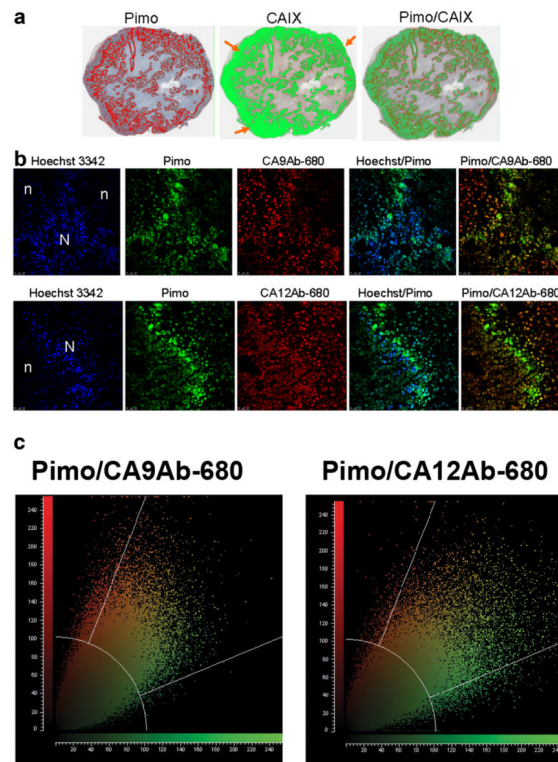 a
Pimo CAIX Pimo/CAIX
b
Hoechst 3342 Pimo CA9Ab-680 Hoechst/Pimo Pimo/CA9Ab-680
n n
N
Hoechst 3342 Pimo CA12Ab-680 Hoechst/Pimo Pimo/CA12Ab-680
N
n
c
Pimo/CA9Ab-680 Pimo/CA12Ab-680
240 240
220 220
200 200
180 180
160 160
140 140
120 120
100 100
80 80
60 60
40 40
20 20
0 0
20 40 60 80 100 120 140 160 180 200 220 240 20 40 60 80 100 120 140 160 180 200 220 240